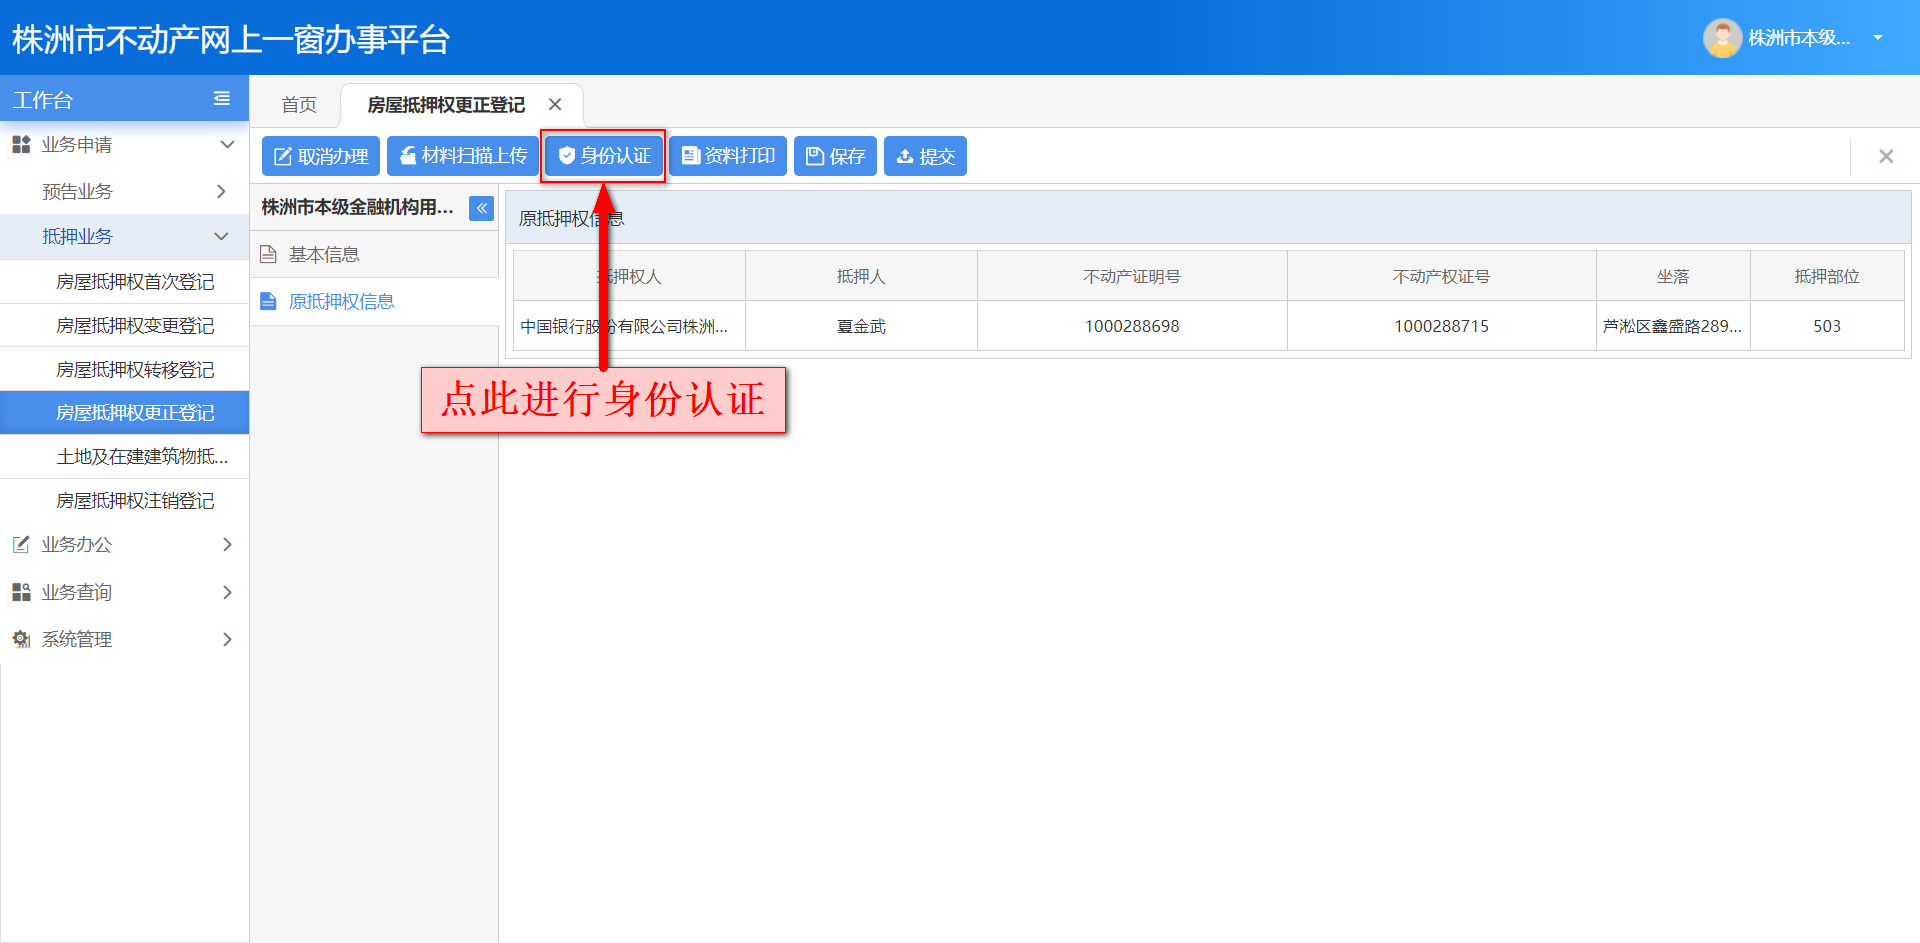 株洲市不动产网上一窗办事平台
株洲市本级...
工作台
首页
房屋抵押权更正登记
业务申请
预告业务
抵押业务
房屋抵押权首次登记
房屋抵押权变更登记
房屋抵押权转移登记
房屋抵押权更正登记
土地及在建建筑物抵...
房屋抵押权注销登记
业务办公
业务查询
系统管理
取消办理 材料扫描上传 身份认证 资料打印 保存 提交
株洲市本级金融机构用...
基本信息
原抵押权信息
原抵押权信息
抵押权人 抵押人 不动产证明号 不动产权证号 坐落 抵押部位
中国银行股份有限公司株洲... 夏金武 1000288698 1000288715 芦淞区鑫盛路289... 503
点此进行身份认证